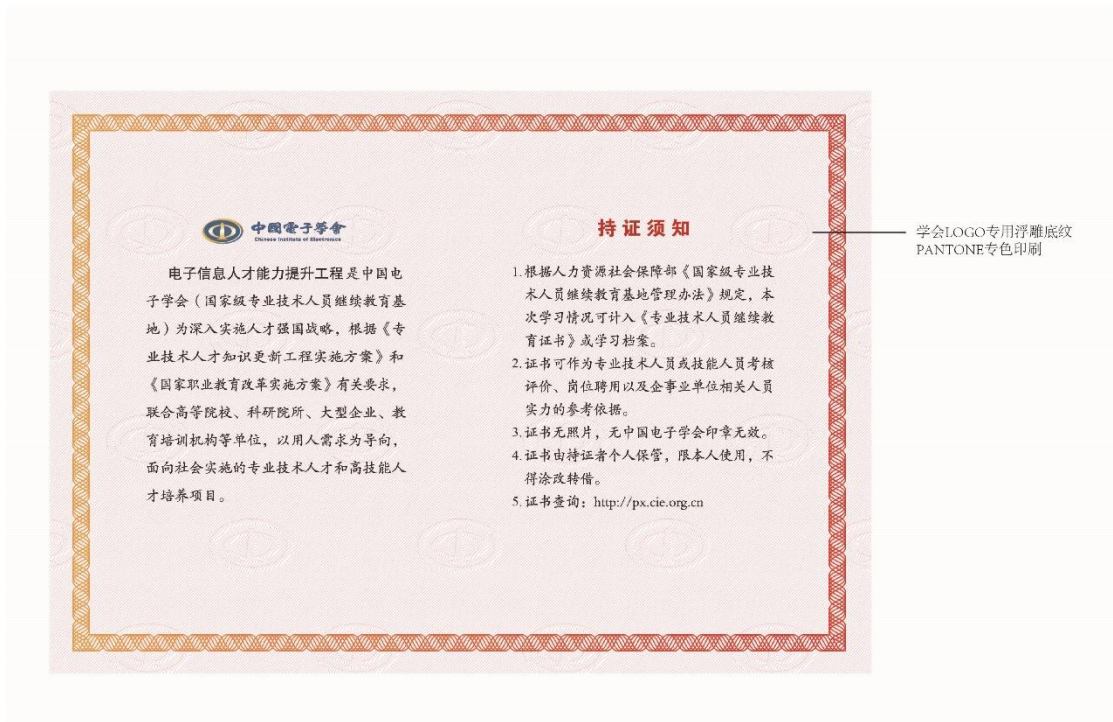 中國電子學會
Chinese Institute of Electronics
电子信息人才能力提升工程是中国电
子学会（国家级专业技术人员继续教育基
地）为深入实施人才强国战略，根据《专
业技术人才知识更新工程实施方案》和
《国家职业教育改革实施方案》有关要求，
联合高等院校、科研院所、大型企业、教
育培训机构等单位，以用人需求为导向，
面向社会实施的专业技术人才和高技能人
才培养项目。
持证须知
1.根据人力资源社会保障部《国家级专业技
术人员继续教育基地管理办法》规定，本
次学习情况可计入《专业技术人员继续教
育证书》或学习档案。
2.证书可作为专业技术人员或技能人员考核
评价、岗位聘用以及企事业单位相关人员
实力的参考依据。
3.证书无照片，无中国电子学会印章无效。
4.证书由持证者个人保管，限本人使用，不
得涂改转借。
5.证书查询：http://px.cie.org.cn
学会LOGO专用浮雕底纹
PANTONE专色印刷